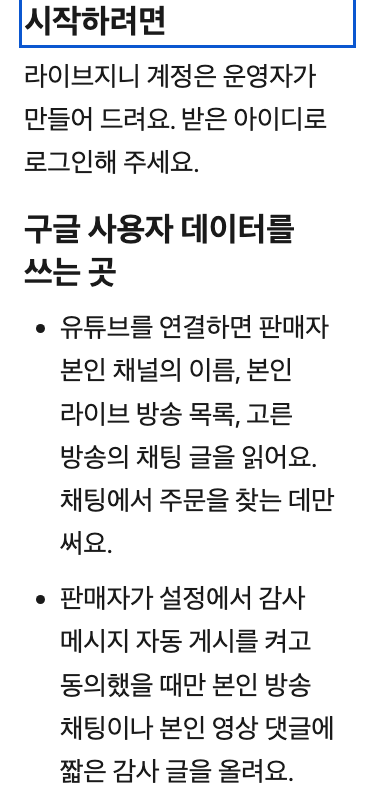 시작하려면
라이브지니 계정은 운영자가
만들어 드려요. 받은 아이디로
로그인해 주세요.
구글 사용자 데이터를
쓰는 곳
• 유튜브를 연결하면 판매자
본인 채널의 이름, 본인
라이브 방송 목록, 고른
방송의 채팅 글을 읽어요.
채팅에서 주문을 찾는 데만
써요.
• 판매자가 설정에서 감사
메시지 자동 게시를 켜고
동의했을 때만 본인 방송
채팅이나 본인 영상 댓글에
짧은 감사 글을 올려요.